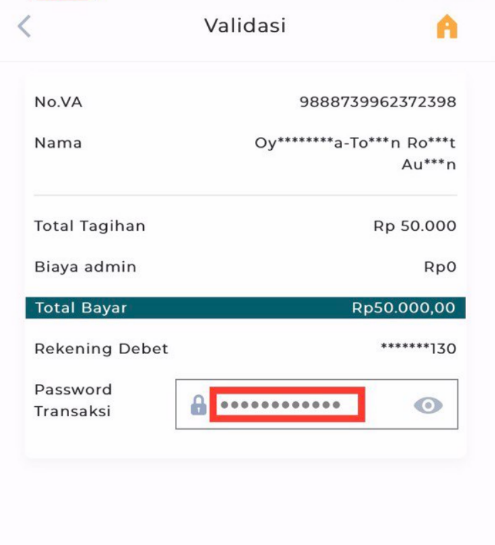 Validasi
No.VA 9888739962372398
Nama Oy********a-To***n Ro***t
Au***n
Total Tagihan Rp 50.000
Biaya admin Rp0
Total Bayar Rp50.000,00
Rekening Debet *******130
Password
Transaksi ●●●●●●●●●●●●